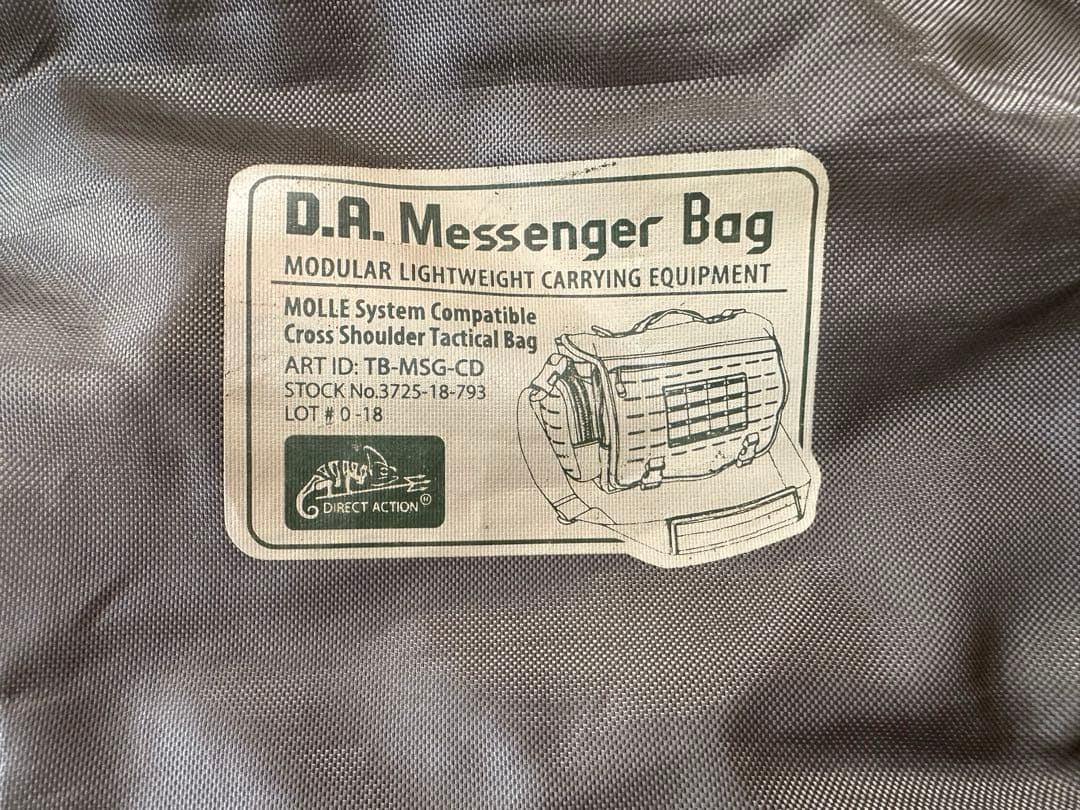 D.A. Messenger Bag
MODULAR LIGHTWEIGHT CARRYING EQUIPMENT
MOLLE System Compatible
Cross Shoulder Tactical Bag
ART ID: TB-MSG-CD
STOCK No.3725-18-793
LOT # 0 -18
DIRECT ACTION Ⓗ